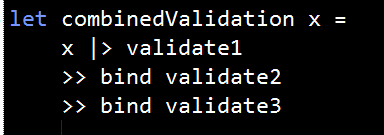 let combinedValidation x =
x |> validate1
>> bind validate2
>> bind validate3